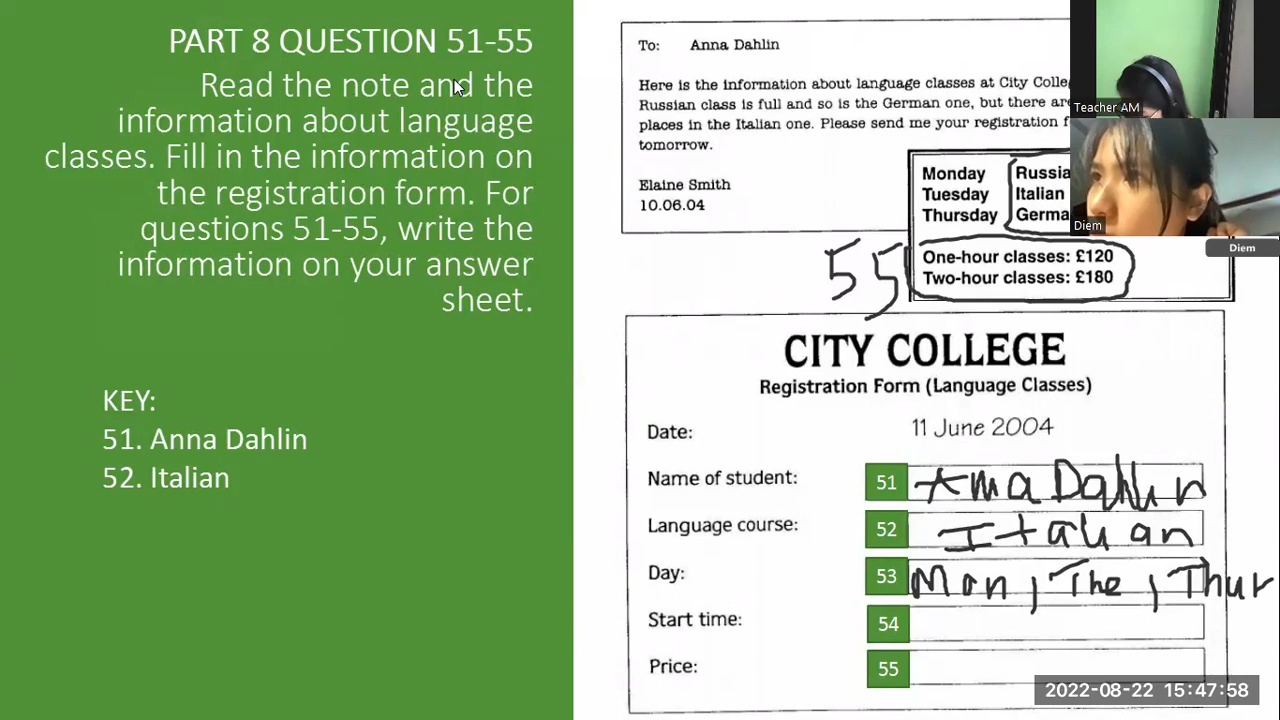 PART 8 QUESTION 51-55
Read the note and the
information about language
classes. Fill in the information on
the registration form. For
questions 51-55, write the
information on your answer
sheet.
KEY:
51. Anna Dahlin
52. Italian
To: Anna Dahlin
Here is the information about language classes at City
Russian class is full and so is the German one, but there are
places in the Italian one. Please send me your registration
tomorrow.
Elaine Smith
10.06.04
Monday
Tuesday Italian
Thursday
One-hour classes: £120
Two-hour classes: £180
55
CITY COLLEGE
Registration Form (Language Classes)
Date: 11 June 2004
Name of student: 51 Anna Dahlin
Language course: 52 Italian
Day: 53 Mon, The, Thur
Start time: 54
Price: 55
Teacher AM
Diem
Diem
2022-08-22 15:47:58